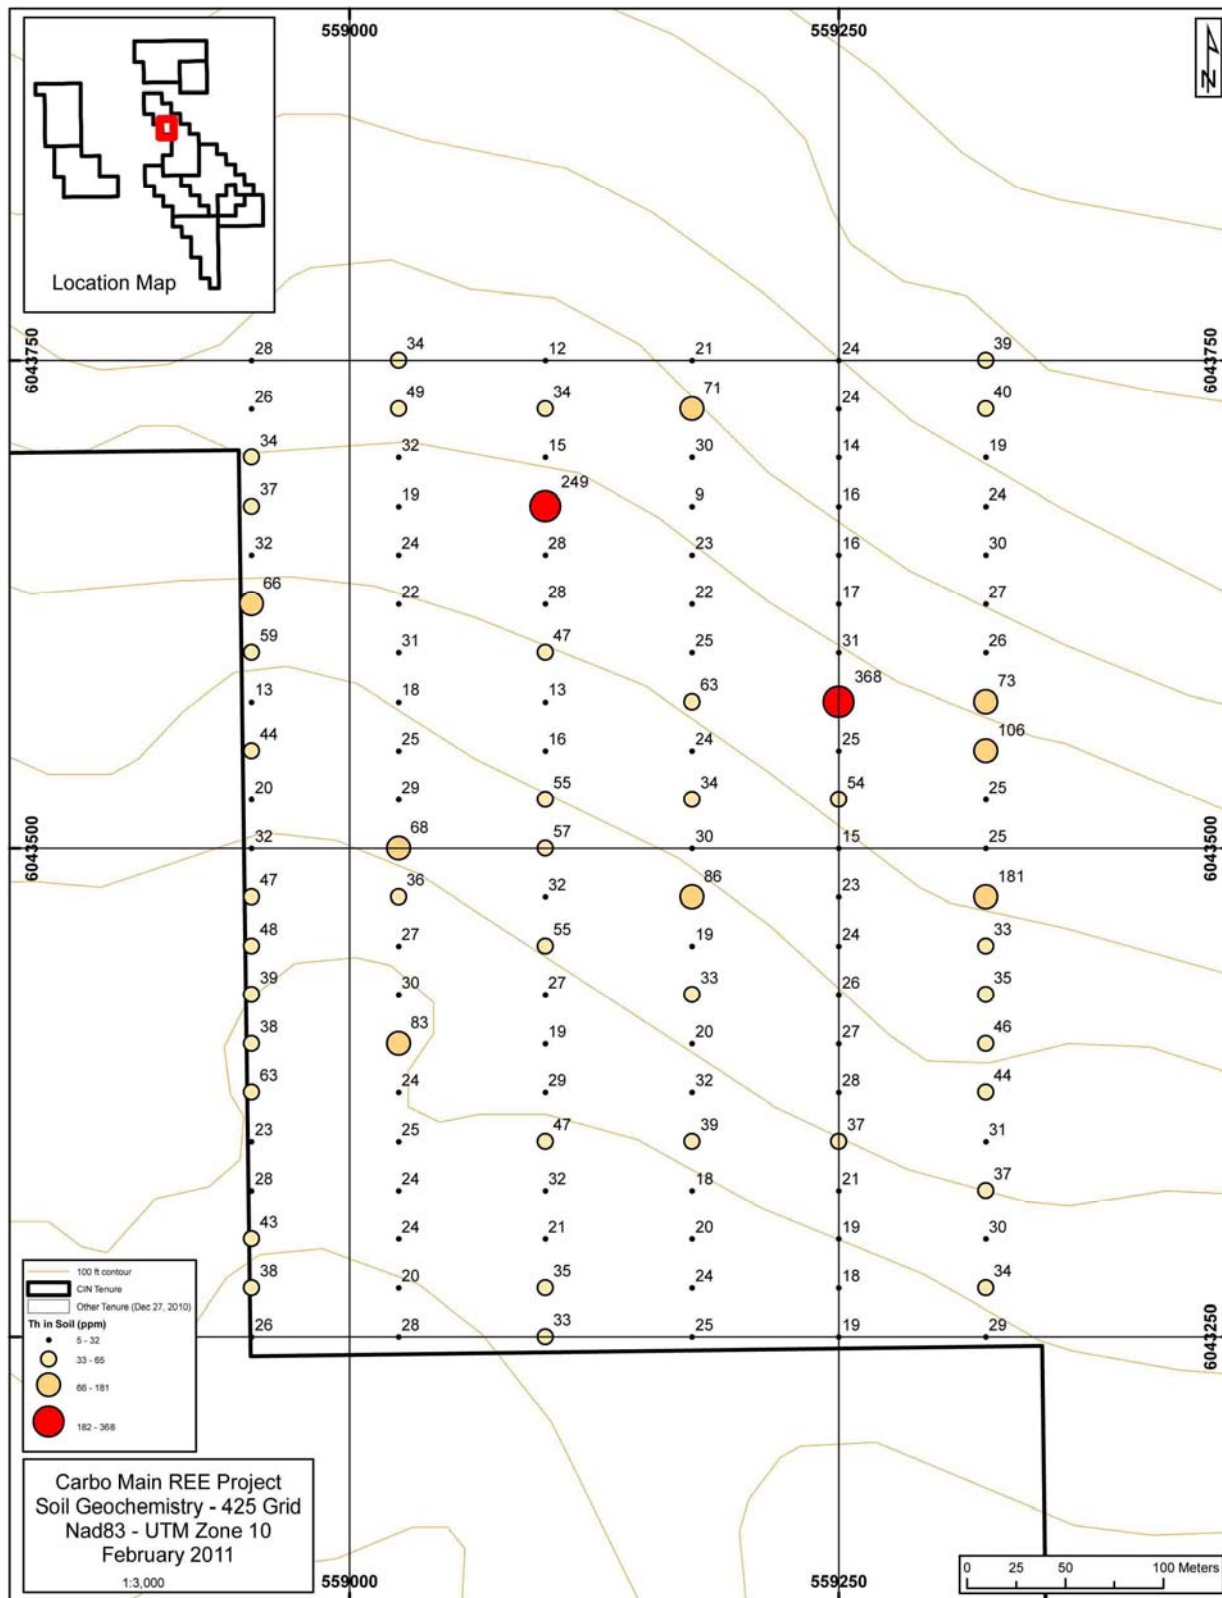 559000 559250
N
Location Map
6043750 6043750
28 34 12 21 24 39
26 49 34 71 24 40
34 32 15 30 14 19
37 19 249 9 16 24
32 24 28 23 16 30
66 22 28 22 17 27
59 31 47 25 31 26
13 18 13 63 368 73
44 25 16 24 25 106
20 29 55 34 54 25
6043500 6043500
32 68 57 30 15 25
47 36 32 86 23 181
48 27 55 19 24 33
39 30 27 33 26 35
38 83 19 20 27 46
63 24 29 32 28 44
23 25 47 39 37 31
28 24 32 18 21 37
43 24 21 20 19 30
38 20 35 24 18 34
6043250
26 28 33 25 19 29
100 ft contour
CIN Tenure
Other Tenure (Dec 27, 2010)
Th in Soil (ppm)
5 - 32
33 - 65
66 - 181
182 - 368
Carbo Main REE Project
Soil Geochemistry - 425 Grid
Nad83 - UTM Zone 10
February 2011
1:3,000
559000 559250
0 25 50 100 Meters